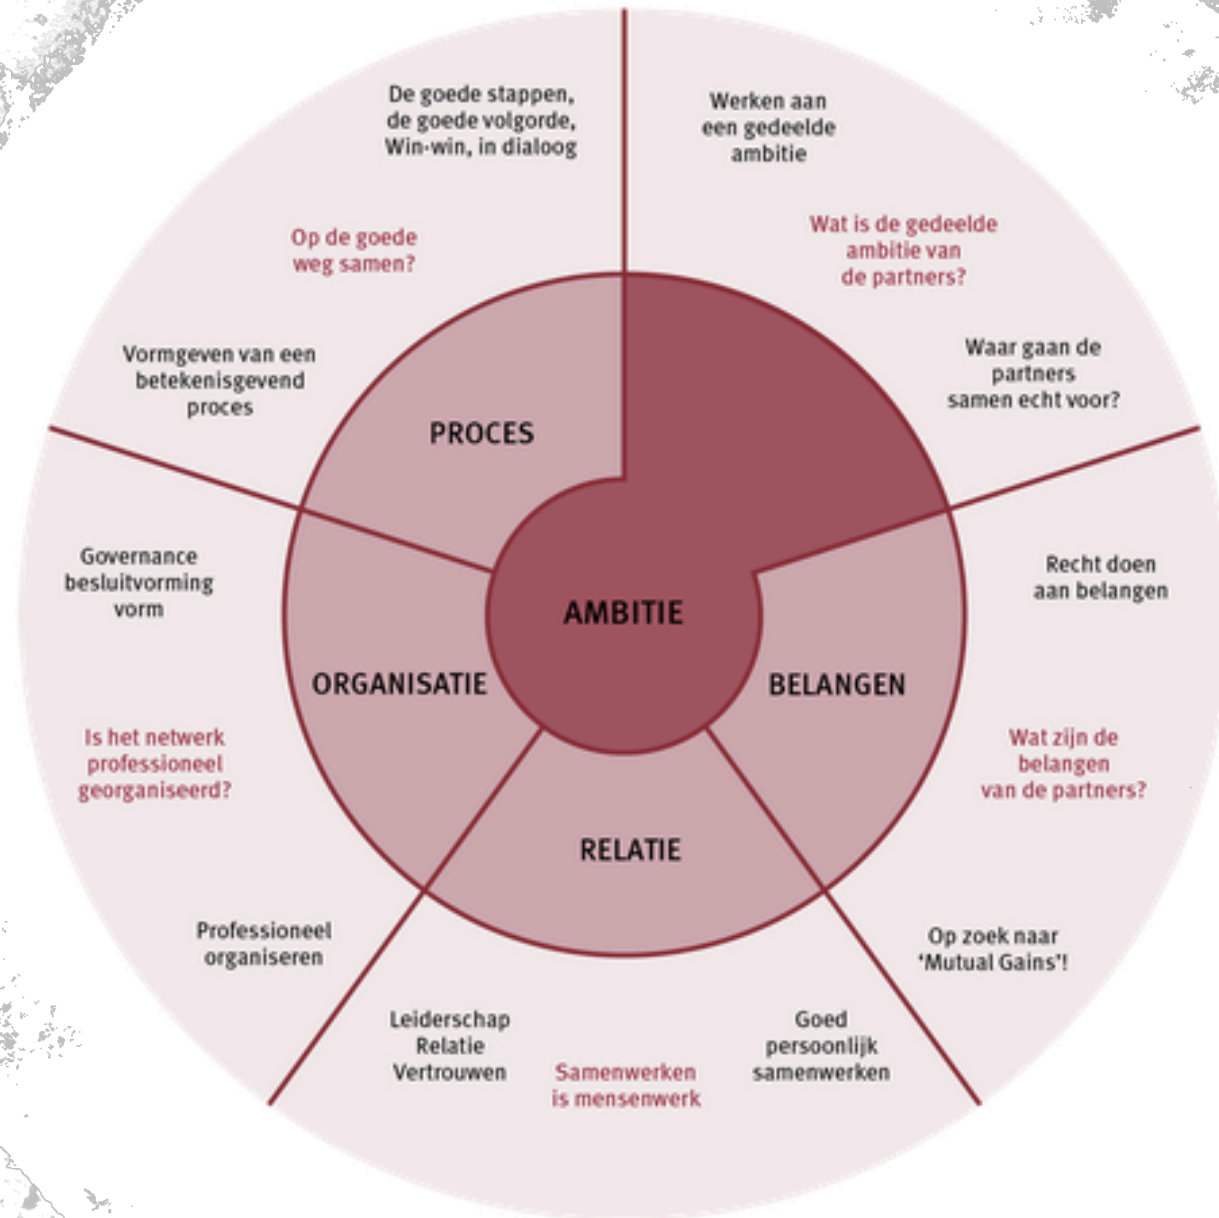 De goede stappen,
de goede volgorde,
Win-win, in dialoog
Op de goede
weg samen?
Vormgeven van een
betekenisgevend
proces
PROCES
Werken aan
een gedeelde
ambitie
Wat is de gedeelde
ambitie van
de partners?
Waar gaan de
partners
samen echt voor?
AMBITIE
Recht doen
aan belangen
BELANGEN
Wat zijn de
belangen
van de partners?
Op zoek naar
‘Mutual Gains’!
RELATIE
Goed
persoonlijk
samenwerken
Samenwerken
is mensenwerk
Leiderschap
Relatie
Vertrouwen
Governance
besluitvorming
vorm
ORGANISATIE
Is het netwerk
professioneel
georganiseerd?
Professioneel
organiseren